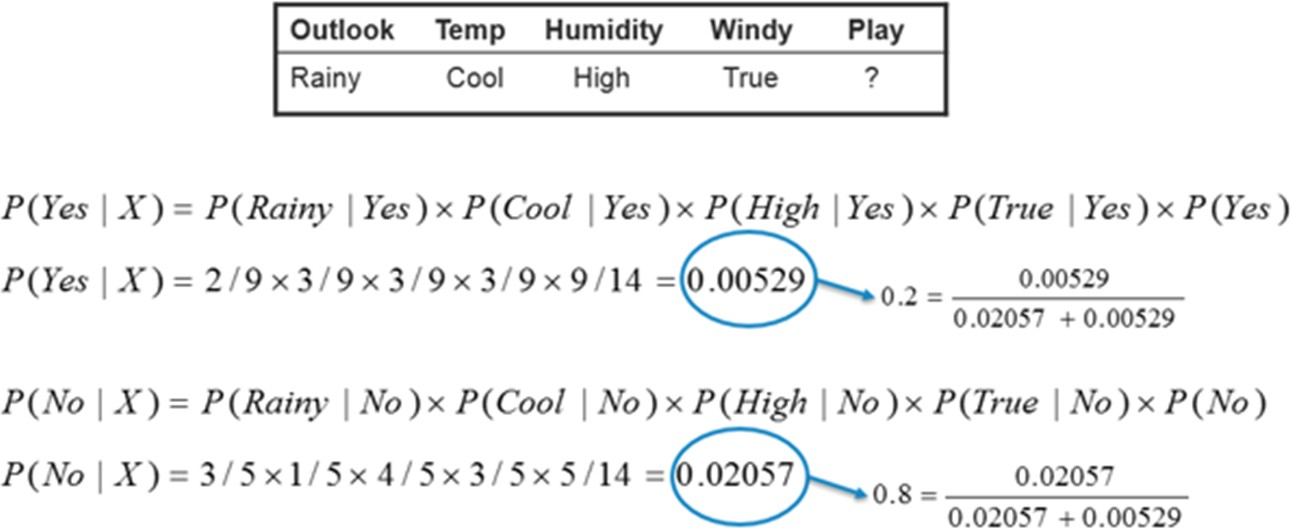 Outlook Temp Humidity Windy Play
Rainy Cool High True ?
P(Yes | X) = P(Rainy | Yes) × P(Cool | Yes) × P(High | Yes) × P(True | Yes) × P(Yes)
P(Yes | X) = 2/9 × 3/9 × 3/9 × 3/9 × 9/14 = 0.00529
0.2 = 0.00529
0.02057 + 0.00529
P(No | X) = P(Rainy | No) × P(Cool | No) × P(High | No) × P(True | No) × P(No)
P(No | X) = 3/5 × 1/5 × 4/5 × 3/5 × 5/14 = 0.02057
0.8 = 0.02057
0.02057 + 0.00529